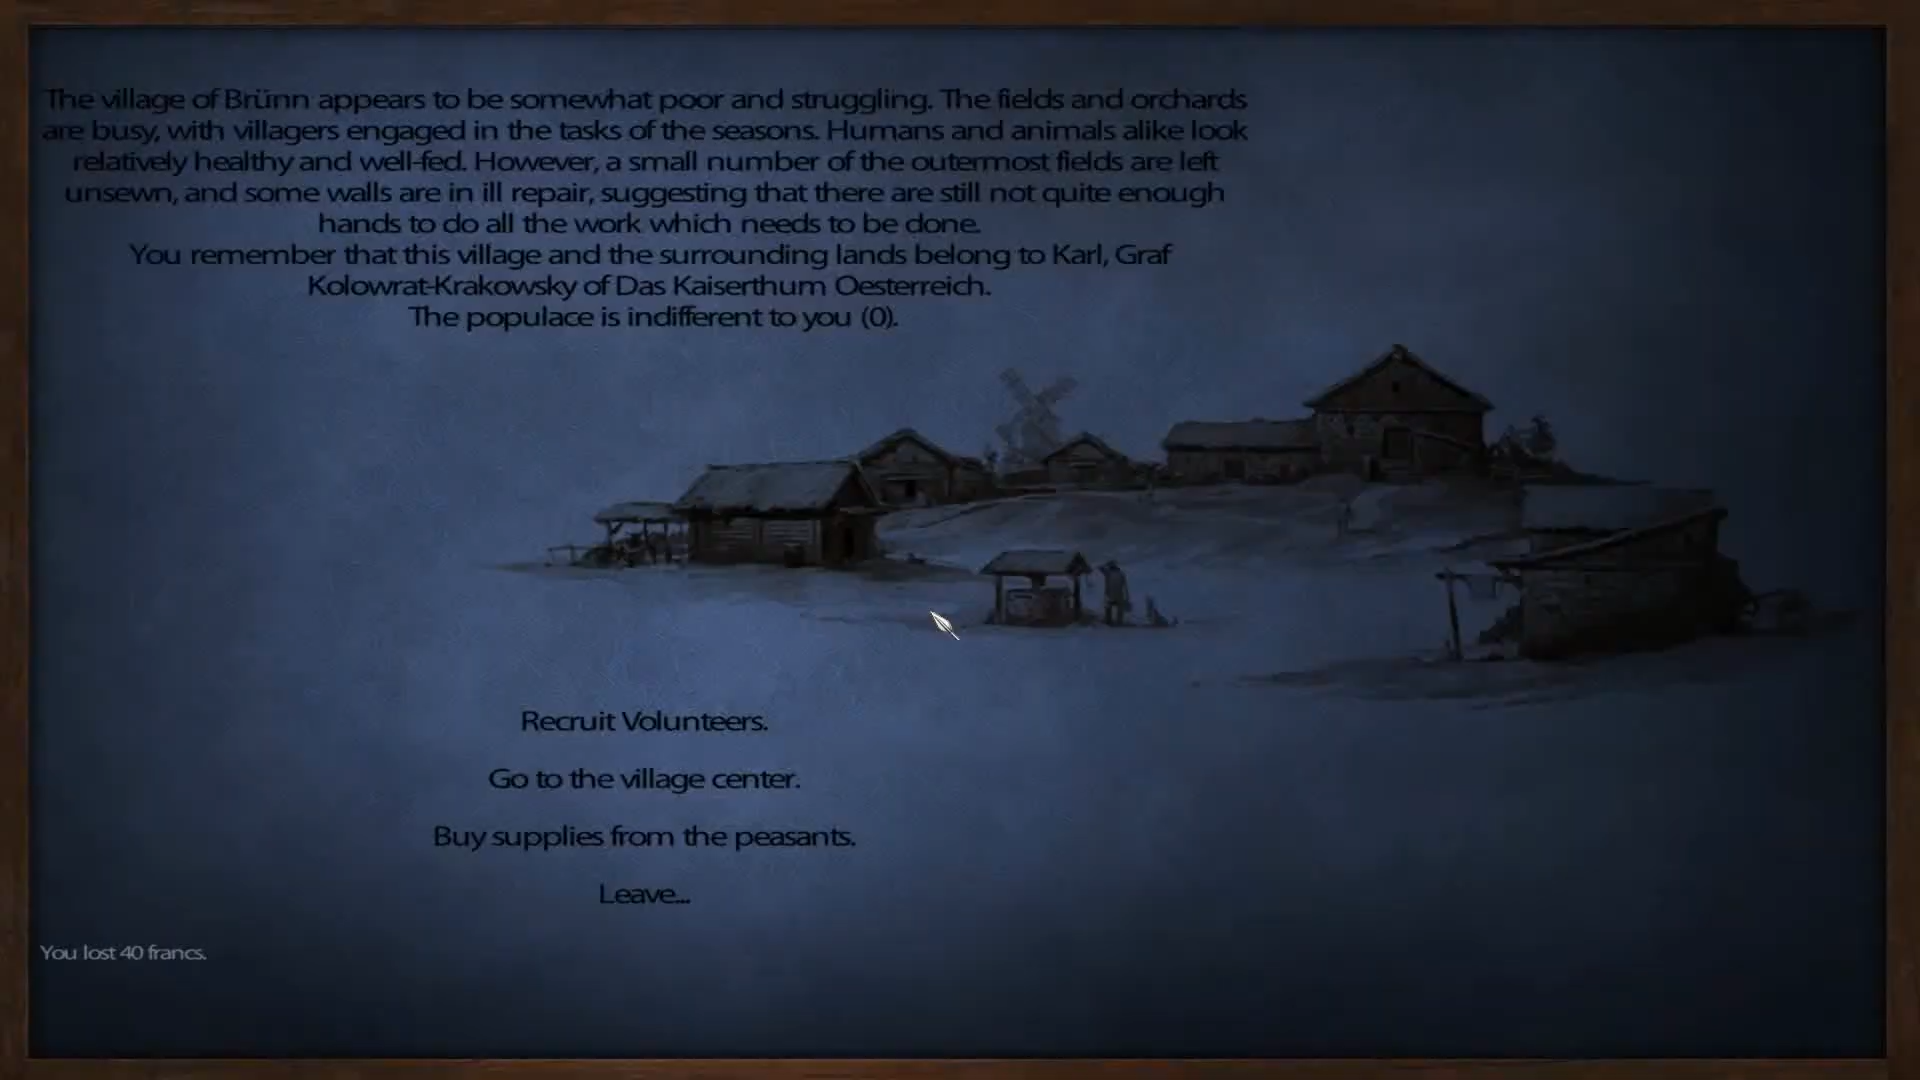 The village of Brünn appears to be somewhat poor and struggling. The fields and orchards
are busy, with villagers engaged in the tasks of the seasons. Humans and animals alike look
relatively healthy and well-fed. However, a small number of the outermost fields are left
unsewn, and some walls are in ill repair, suggesting that there are still not quite enough
hands to do all the work which needs to be done.
You remember that this village and the surrounding lands belong to Karl, Graf
Kolowrat-Krakowsky of Das Kaiserthum Oesterreich.
The populace is indifferent to you (0).
Recruit Volunteers.
Go to the village center.
Buy supplies from the peasants.
Leave...
You lost 40 francs.